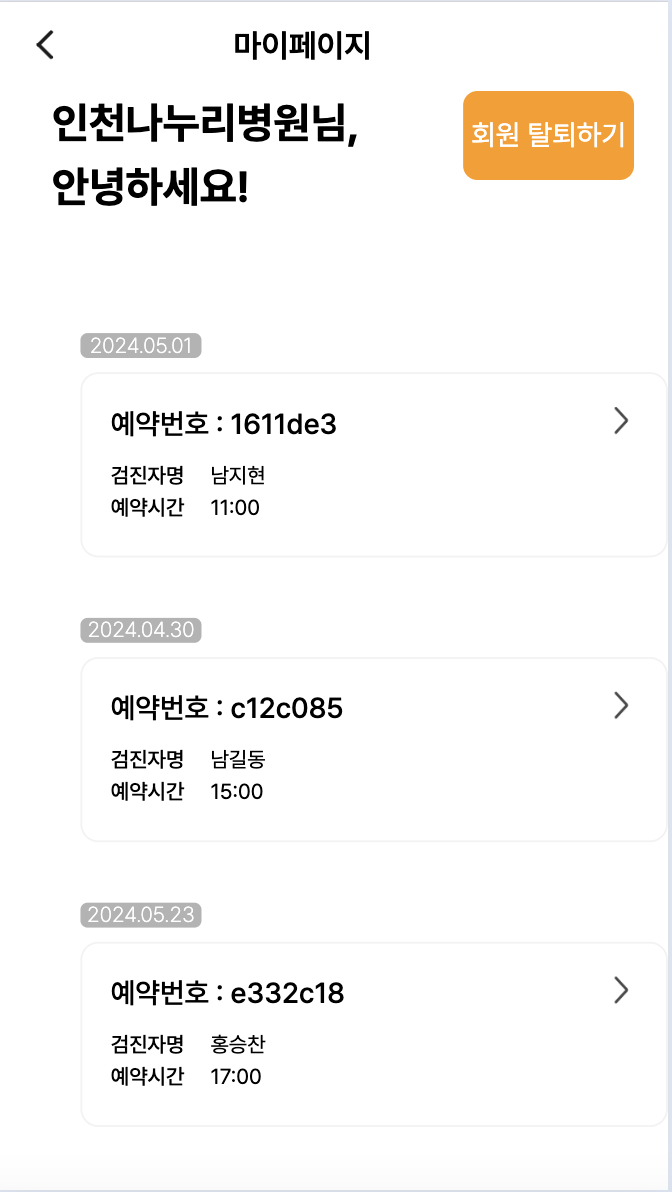 마이페이지
인천나누리병원님,
안녕하세요!
회원 탈퇴하기
2024.05.01
예약번호 : 1611de3
검진자명 남지현
예약시간 11:00
2024.04.30
예약번호 : c12c085
검진자명 남길동
예약시간 15:00
2024.05.23
예약번호 : e332c18
검진자명 홍승찬
예약시간 17:00